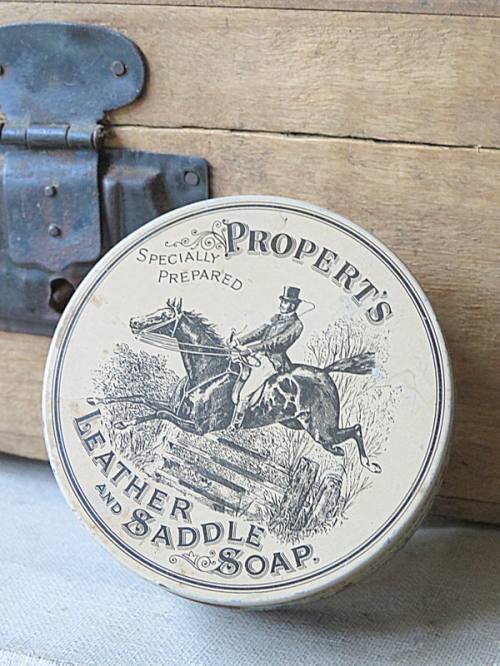 PROPERT'S
SPECIALLY
PREPARED
LEATHER
AND SADDLE
SOAP.